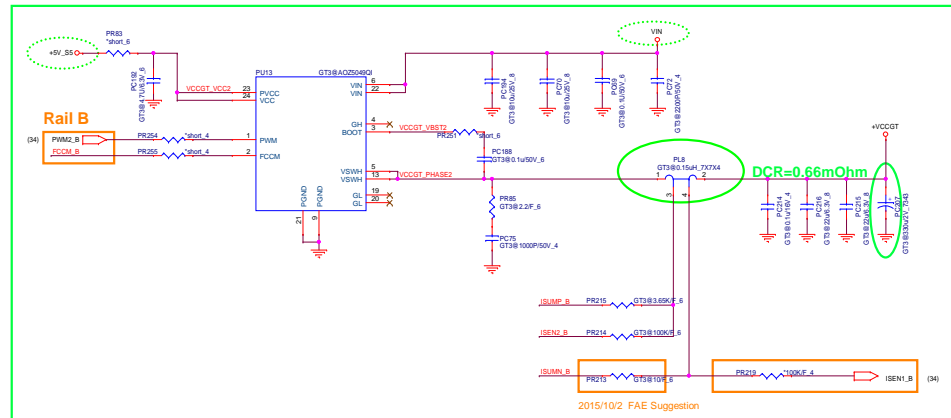 PR83
*short_6
+5V_S5
PC192
GT3@4.7U/6.3V_6
VCCGT_VCC2
PU13
GT3@AOZ5049QI
23
24
PVCC
VCC
VIN
VIN
6
22
VIN
PC194
GT3@10u/25V_8
PC70
GT3@10u/25V_8
GT3@0.1U/50V_6
PC72
GT3@2200P/50V_4
Rail B
(34)
PWM2_B
FCCM_B
PR254
*short_4
PR255
*short_4
1
2
PWM
FCCM
GH
BOOT
4
3
VCCGT_VBST2
PR251
*short_6
PC188
GT3@0.1u/50V_6
VSWH
VSWH
5
13
VCCGT_PHASE2
GL
GL
19
20
PGND
PGND
21
9
PR85
GT3@2.2/F_6
PC75
GT3@1000P/50V_4
PL8
GT3@0.15uH_7X7X4
1
2
3
4
DCR=0.66mOhm
+VCCGT
PC214
GT3@0.1u/16V_4
PC216
GT3@22u/6.3V_8
PC215
GT3@22u/6.3V_8
GT3@330u/2V_7343
ISUMP_B
PR215
GT3@3.65K/F_6
ISEN2_B
PR214
GT3@100K/F_6
ISUMN_B
PR213
GT3@10/F_6
PR219
*100K/F_4
ISEN1_B
(34)
2015/10/2 FAE Suggestion